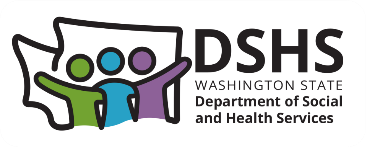 DSHS
WASHINGTON STATE
Department of Social
and Health Services